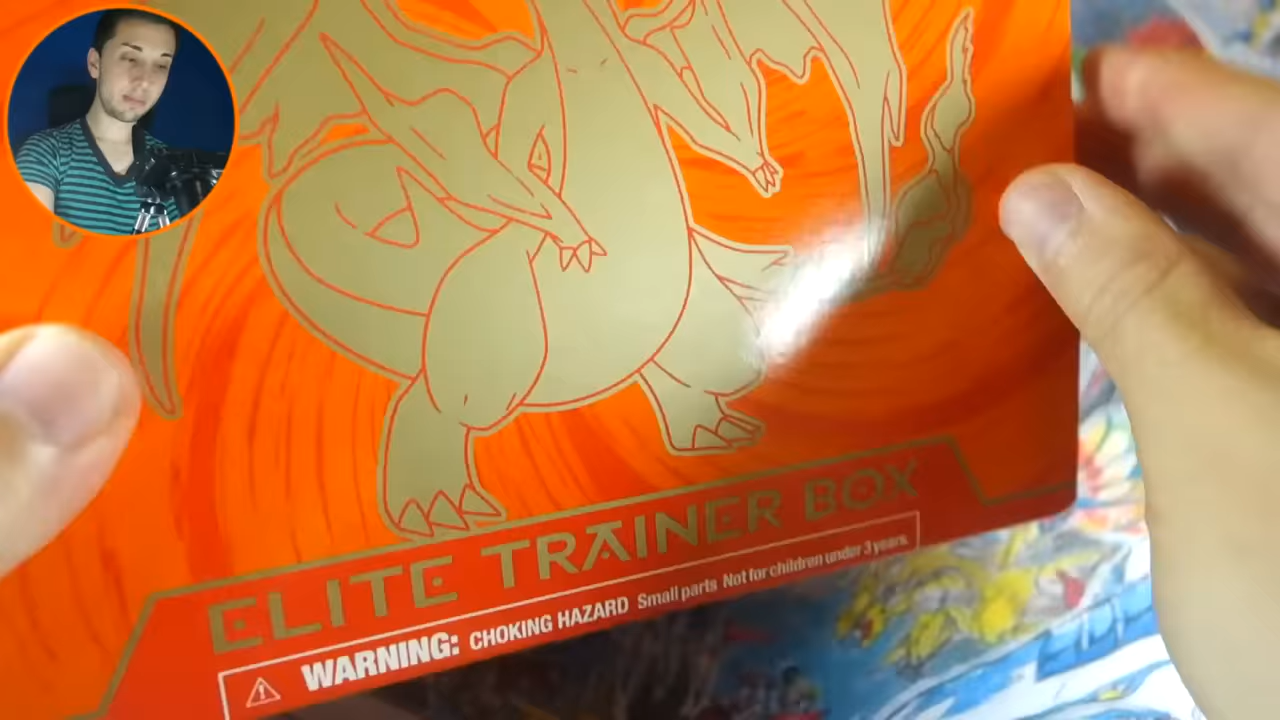 ELITE TRAINER BOX
WARNING: CHOKING HAZARD Small parts Not for children under 3 years.